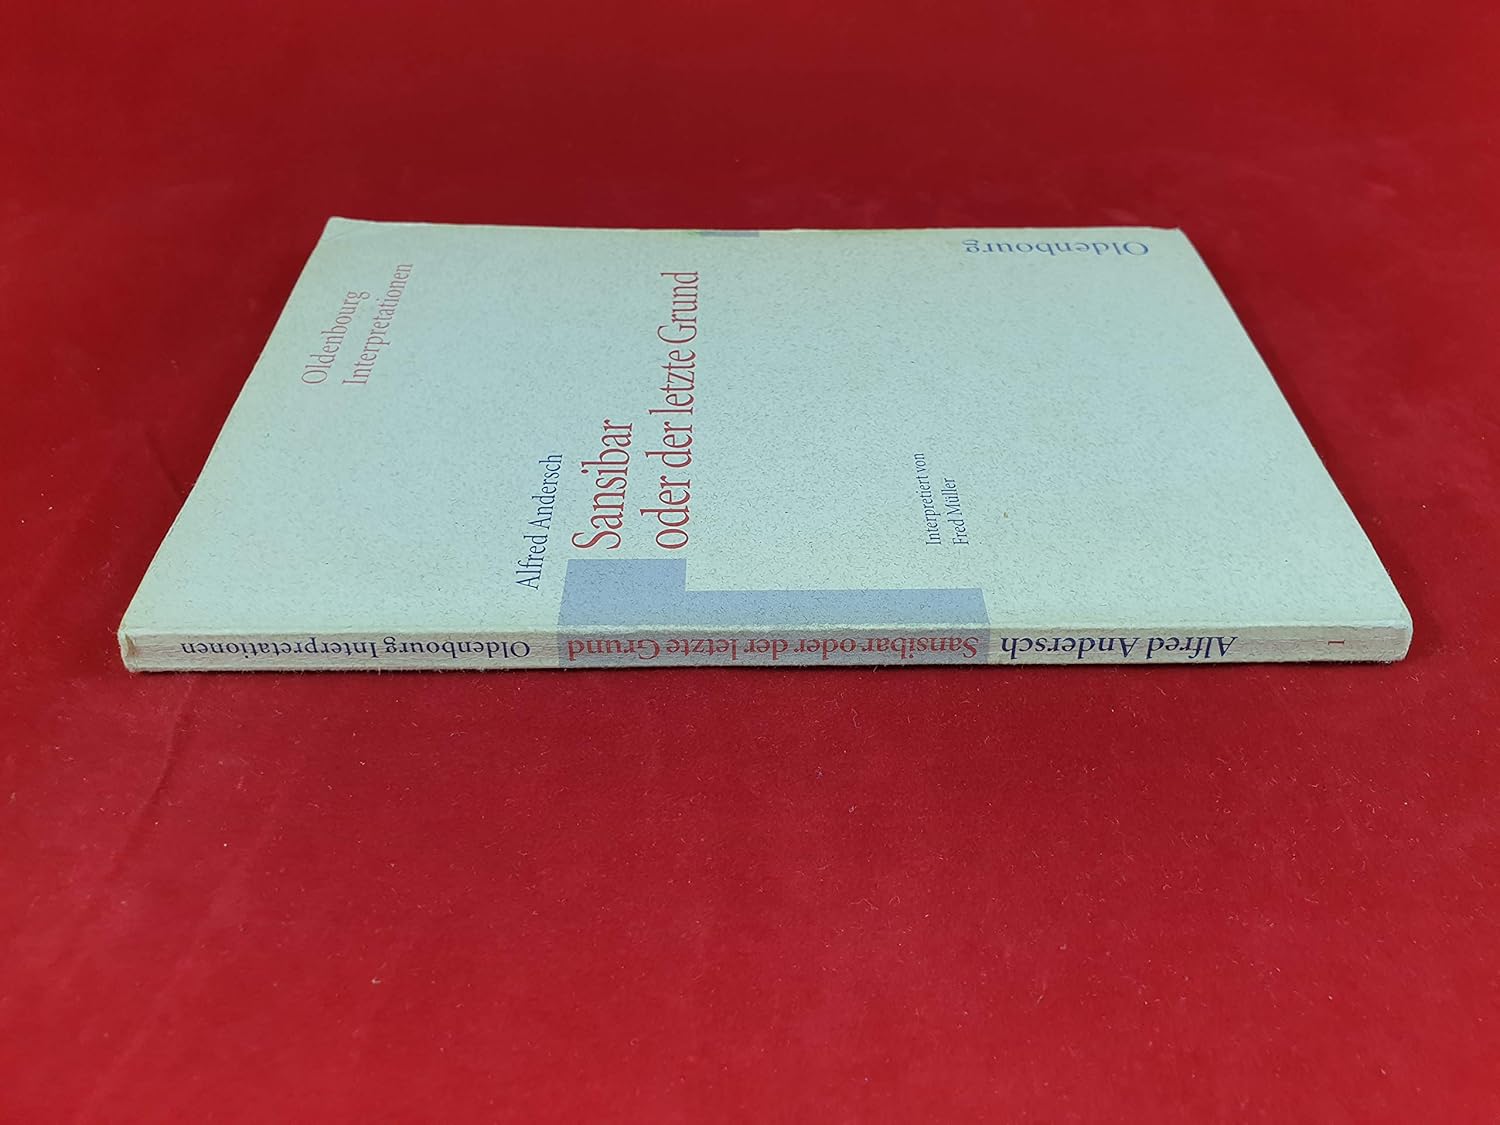 Oldenbourg
Interpretationen
Alfred Andersch
Sansibar
oder der letzte Grund
Interpretiert von
Fred Müller
Oldenbourg
1 Alfred Andersch Sansibar oder der letzte Grund Oldenbourg Interpretationen